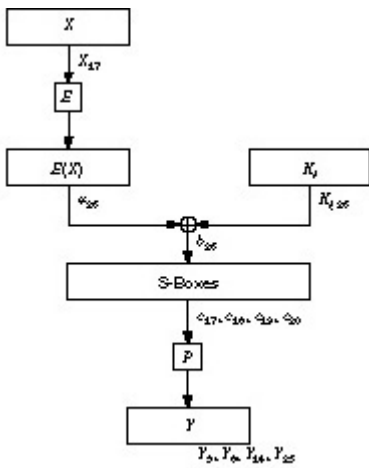 X
X₁₇
E
E(X) Kᵢ
a₂₆ Kᵢ,₂₆
b₂₆
S-Boxes
c₁₇, c₁₈, c₁₉, c₂₀
P
Y
Y₃, Y₈, Y₁₄, Y₂₅